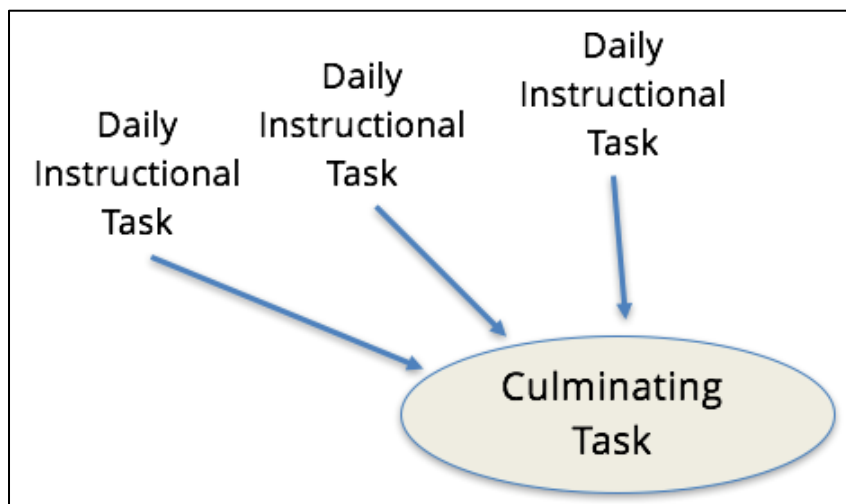 Daily
Instructional
Task
Daily
Instructional
Task
Daily
Instructional
Task
Culminating
Task